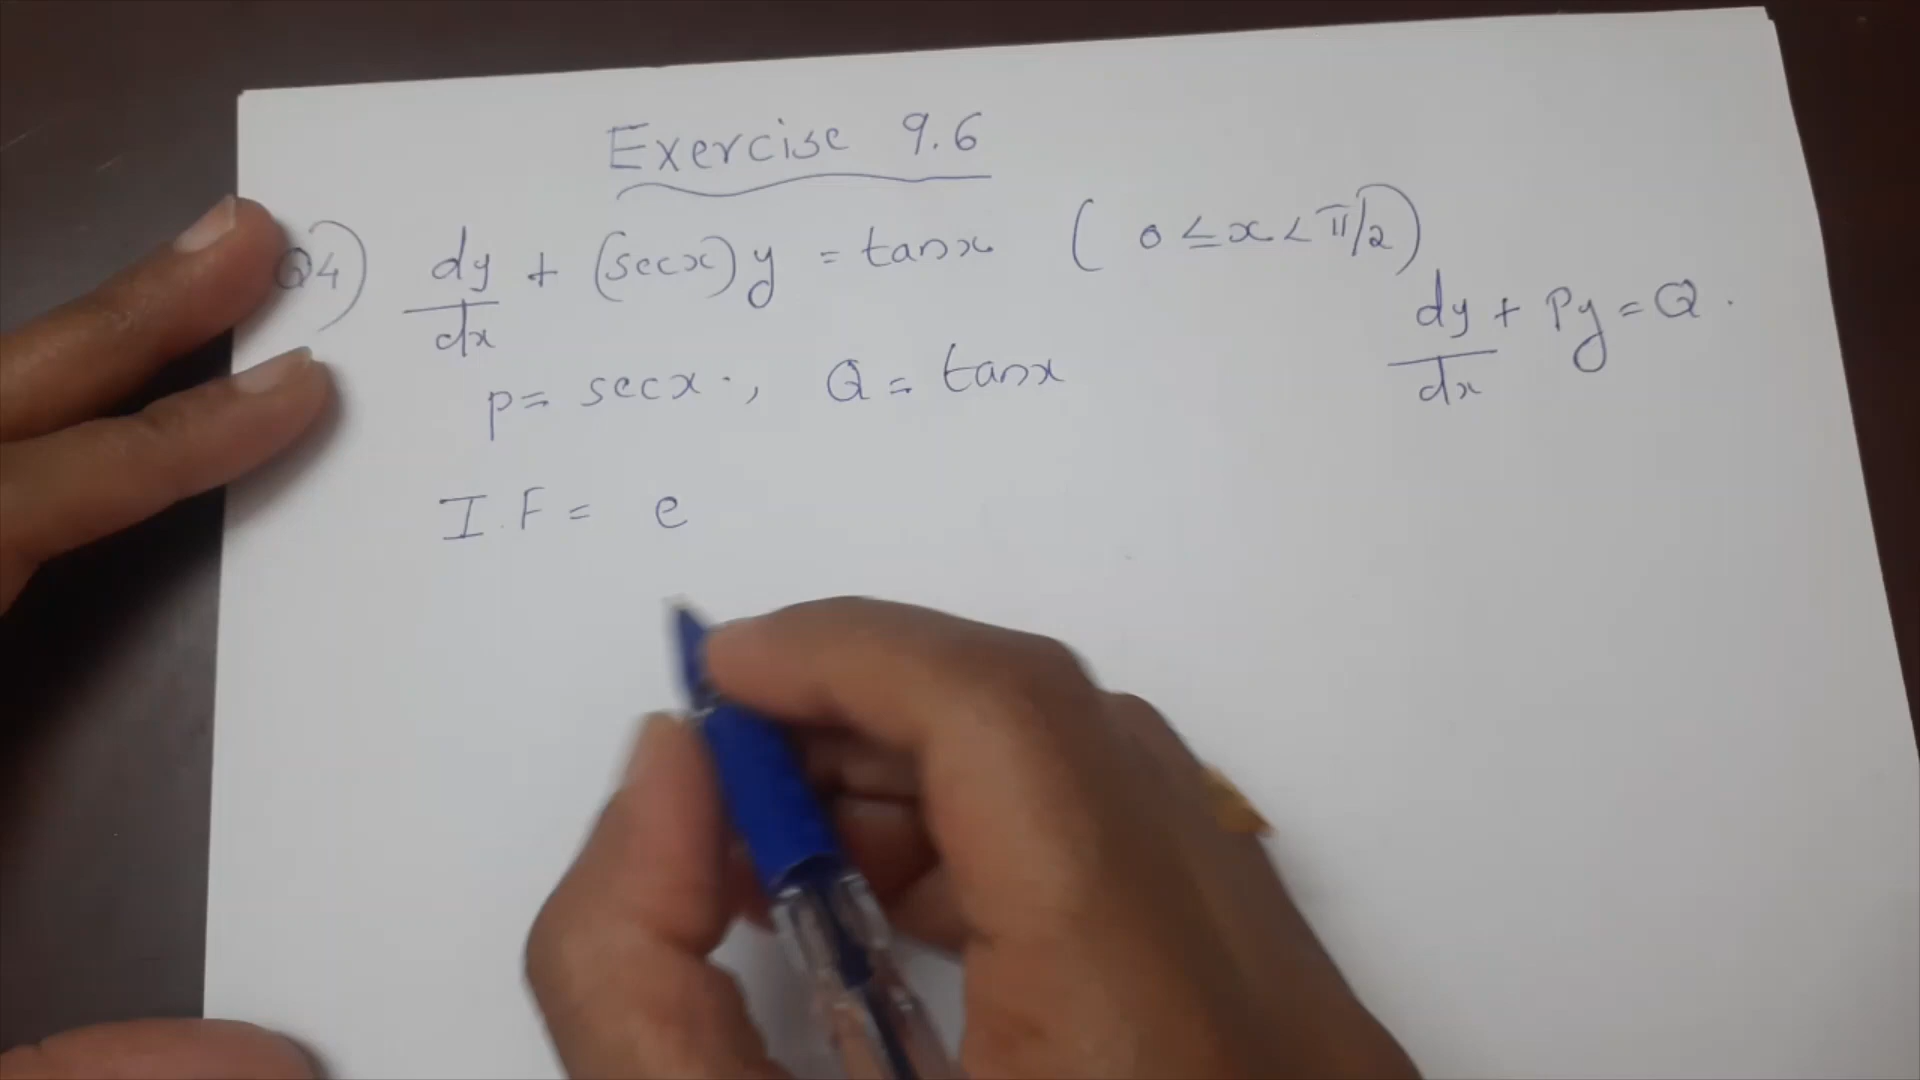 Exercise 9.6
Q4) dy/dx + (secx)y = tanx ( 0 ≤ x < π/2)
dy/dx + Py = Q .
p = secx ., Q = tanx
I.F = e